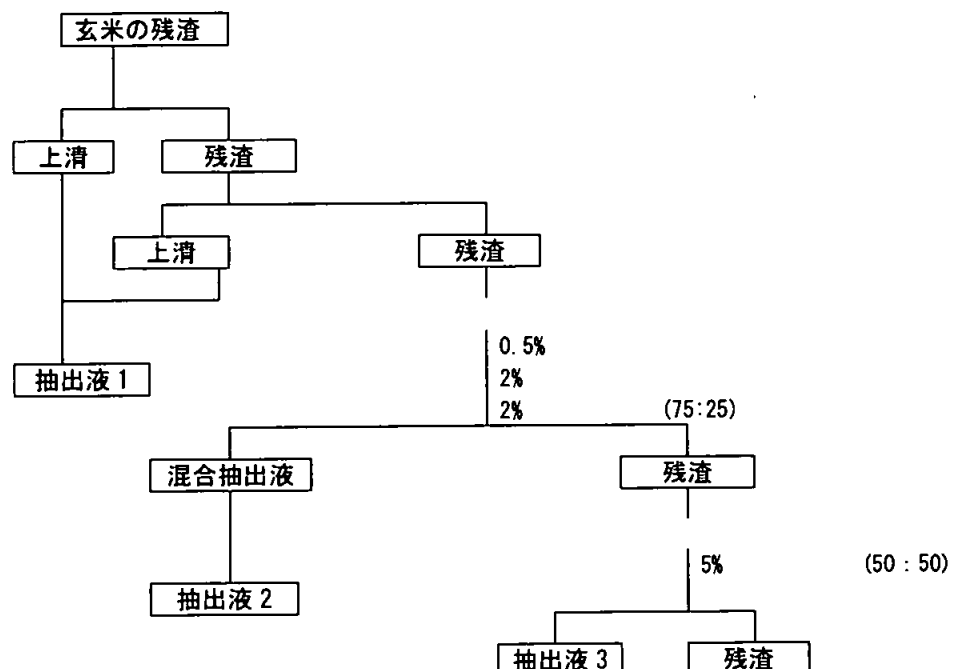 玄米の残渣
上清
残渣
上清
残渣
抽出液1
0.5%
2%
2% (75:25)
混合抽出液
残渣
5% (50:50)
抽出液2
抽出液3
残渣